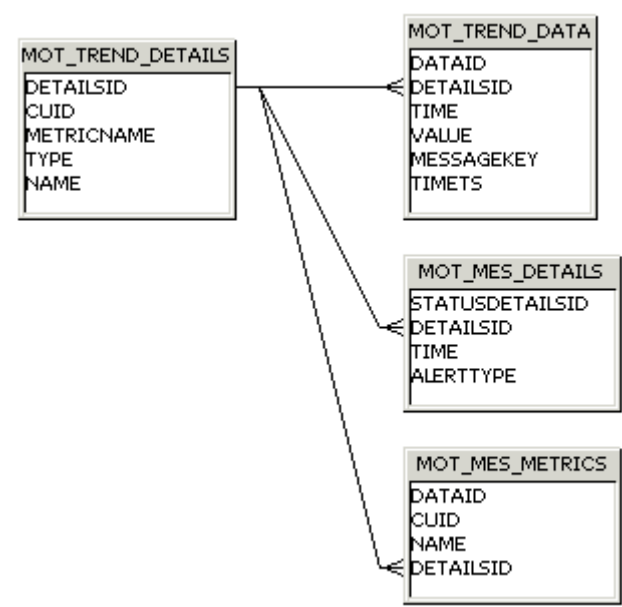 MOT_TREND_DETAILS
DETAILSID
CUID
METRICNAME
TYPE
NAME
MOT_TREND_DATA
DATAID
DETAILSID
TIME
VALUE
MESSAGEKEY
TIMETS
MOT_MES_DETAILS
STATUSDETAILSID
DETAILSID
TIME
ALERTTYPE
MOT_MES_METRICS
DATAID
CUID
NAME
DETAILSID